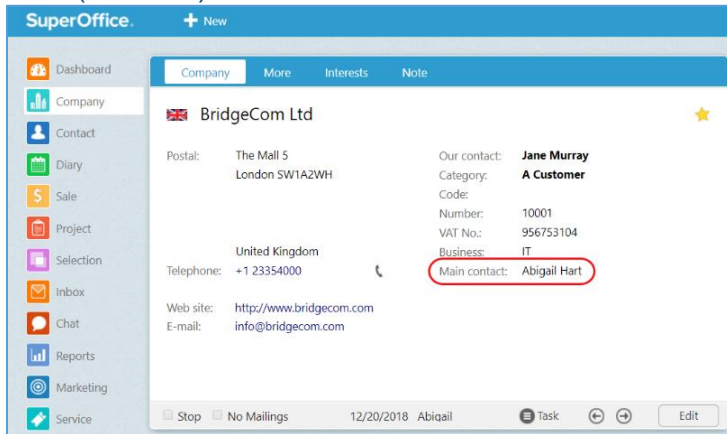 SuperOffice.
New
Dashboard
Company
Contact
Diary
Sale
Project
Selection
Inbox
Chat
Reports
Marketing
Service
Company More Interests Note
BridgeCom Ltd
Postal: The Mall 5
London SW1A2WH
United Kingdom
Telephone: +1 23354000
Web site: http://www.bridgecom.com
E-mail: info@bridgecom.com
Our contact: Jane Murray
Category: A Customer
Code:
Number: 10001
VAT No.: 956753104
Business: IT
Main contact: Abigail Hart
Stop No Mailings 12/20/2018 Abigail Task Edit